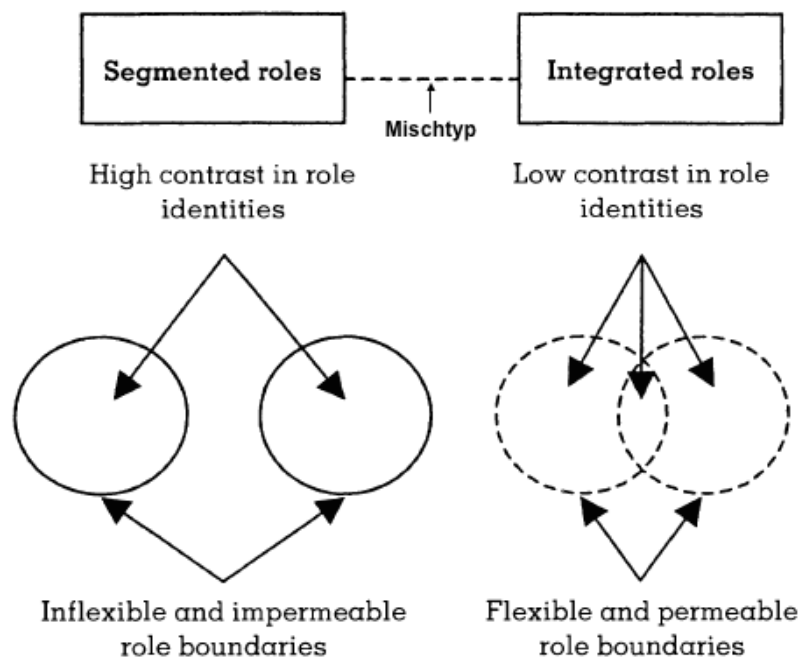 Segmented roles
Integrated roles
Mischtyp
High contrast in role
identities
Low contrast in role
identities
Inflexible and impermeable
role boundaries
Flexible and permeable
role boundaries